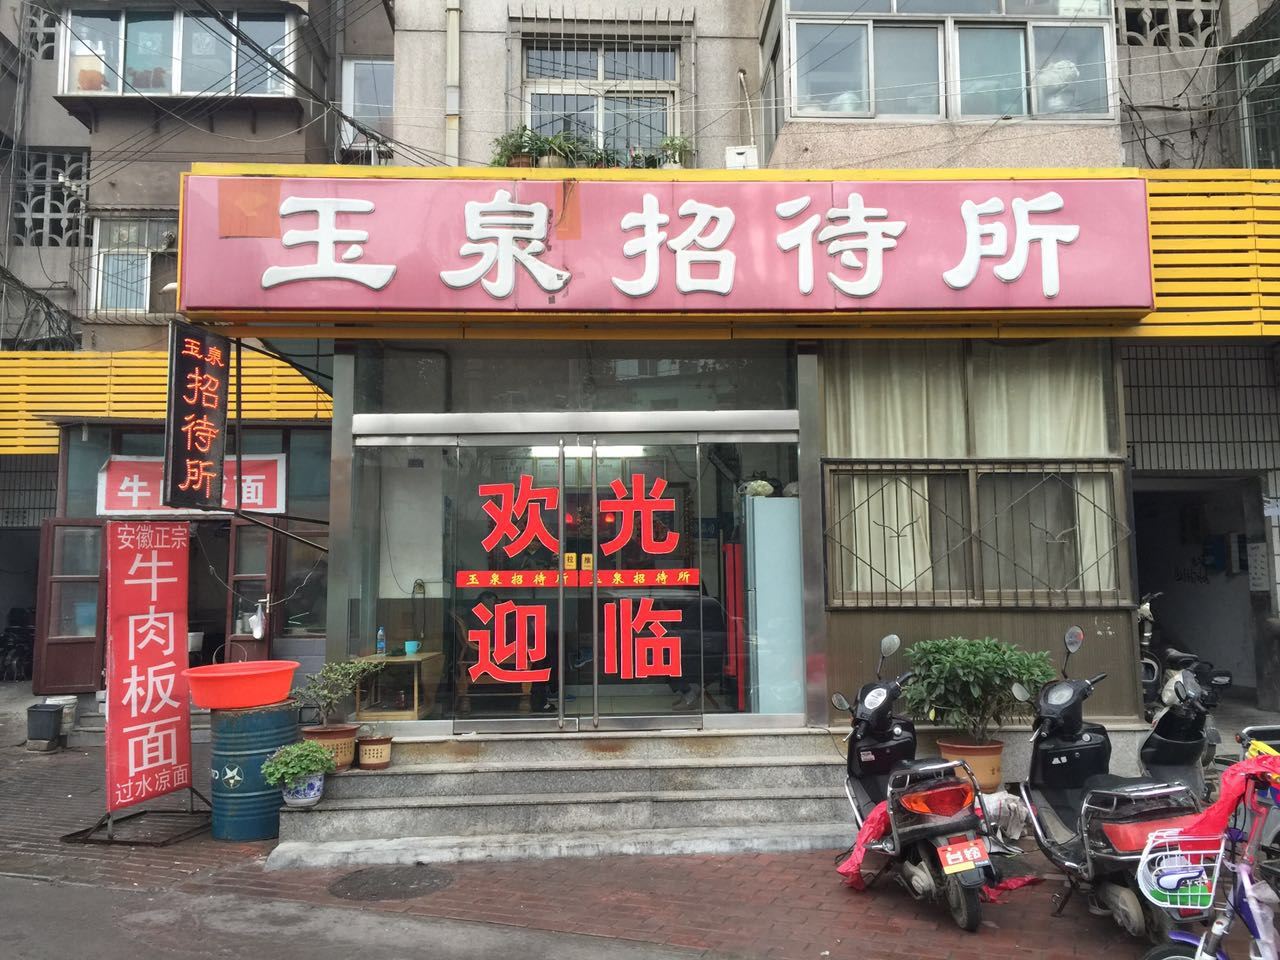 玉泉招待所
玉泉
招待所
牛
面
安徽正宗
牛肉板面
过水凉面
欢光
拉 推
玉泉招待所 玉泉招待所
迎临